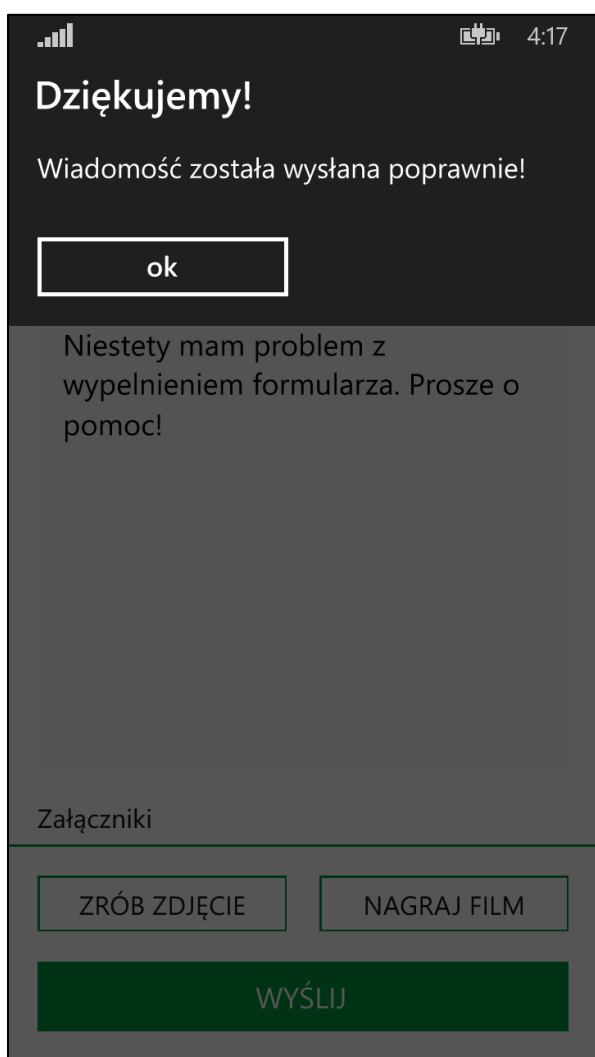 4:17
Dziękujemy!
Wiadomość została wysłana poprawnie!
ok
Niestety mam problem z
wypelnieniem formularza. Prosze o
pomoc!
Załączniki
ZRÓB ZDJĘCIE
NAGRAJ FILM
WYŚLIJ